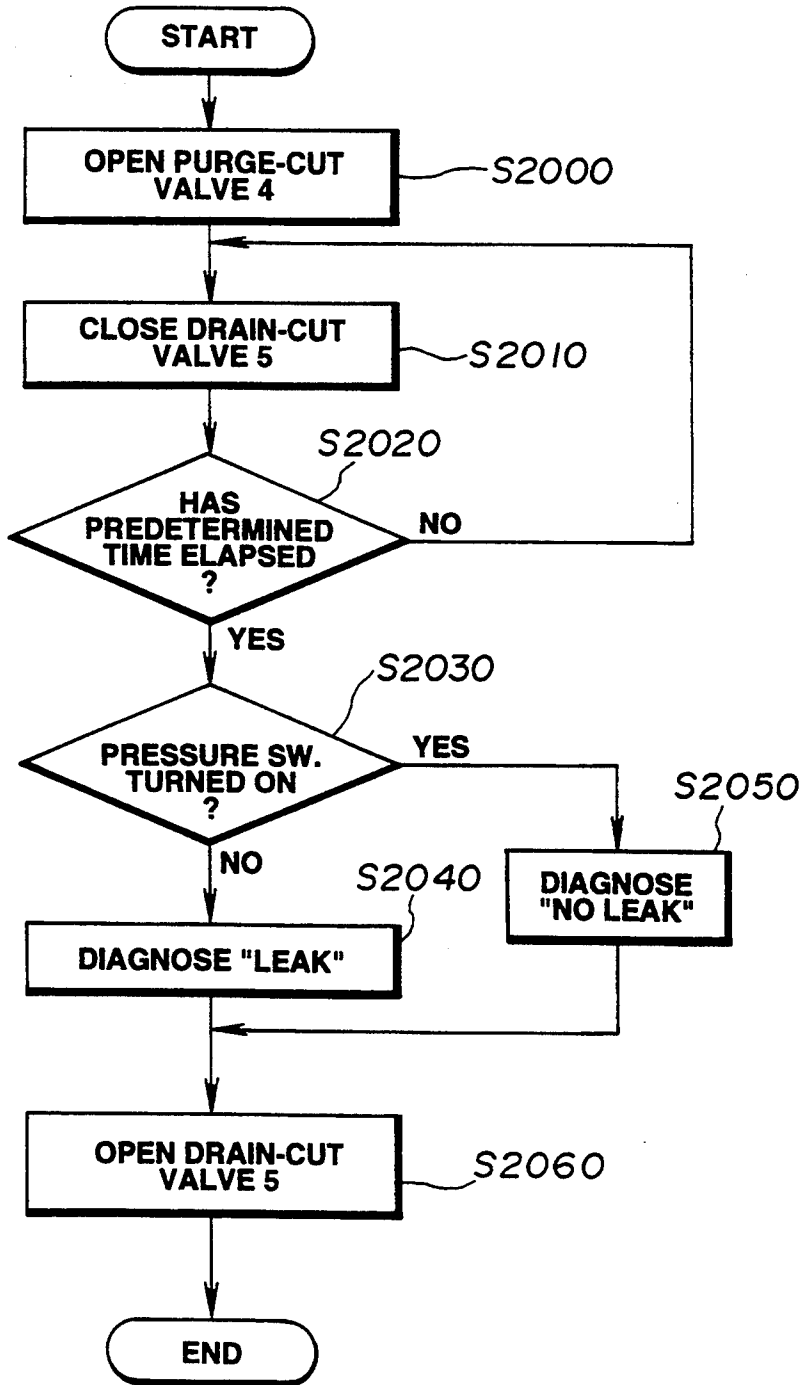 START
OPEN PURGE-CUT
VALVE 4
S2000
CLOSE DRAIN-CUT
VALVE 5
S2010
S2020
HAS
PREDETERMINED
TIME ELAPSED
?
NO
YES
S2030
PRESSURE SW.
TURNED ON
?
YES
S2050
NO
DIAGNOSE
"NO LEAK"
S2040
DIAGNOSE "LEAK"
OPEN DRAIN-CUT
VALVE 5
S2060
END